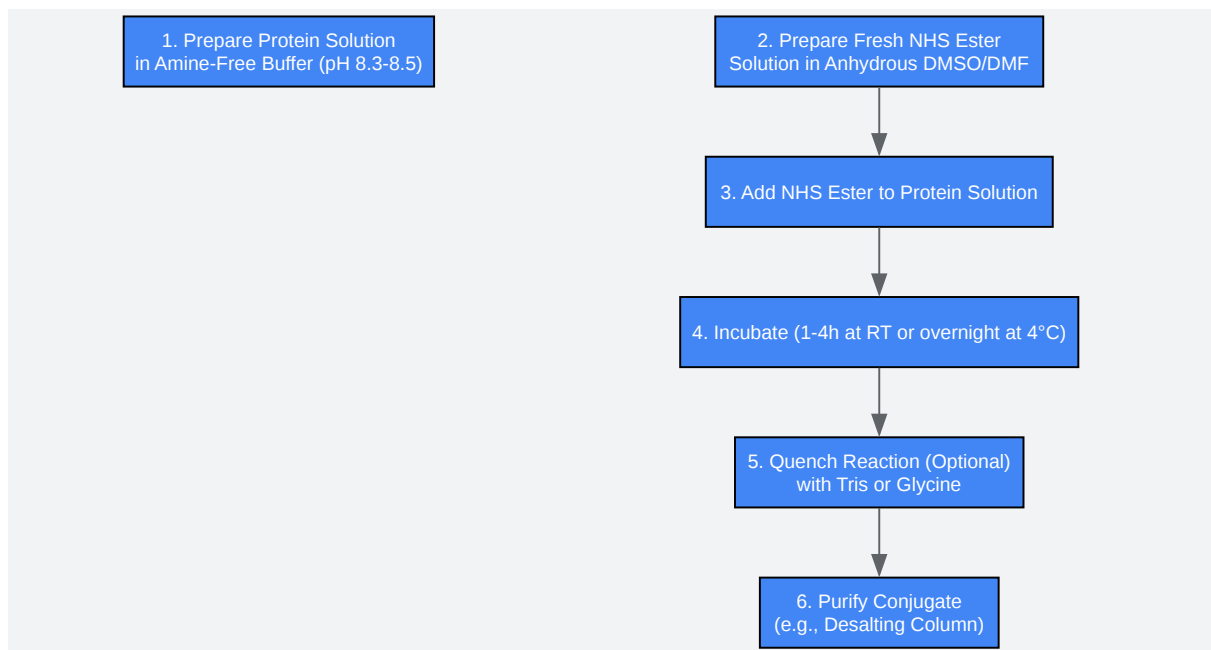 1. Prepare Protein Solution
in Amine-Free Buffer (pH 8.3-8.5)
2. Prepare Fresh NHS Ester
Solution in Anhydrous DMSO/DMF
3. Add NHS Ester to Protein Solution
4. Incubate (1-4h at RT or overnight at 4°C)
5. Quench Reaction (Optional)
with Tris or Glycine
6. Purify Conjugate
(e.g., Desalting Column)